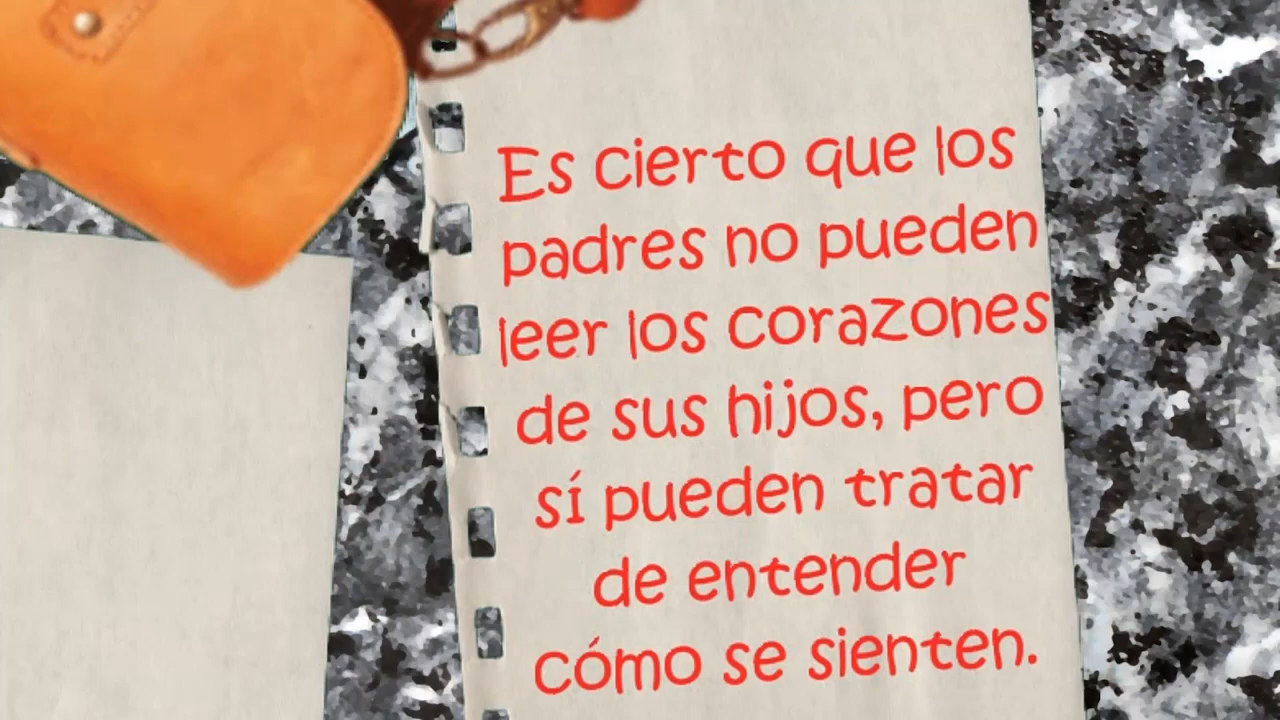 Es cierto que los
padres no pueden
leer los corazones
de sus hijos, pero
sí pueden tratar
de entender
cómo se sienten.